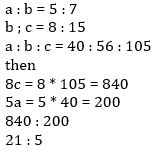 a : b = 5 : 7
b ; c = 8 : 15
a : b : c = 40 : 56 : 105
then
8c = 8 * 105 = 840
5a = 5 * 40 = 200
840 : 200
21 : 5